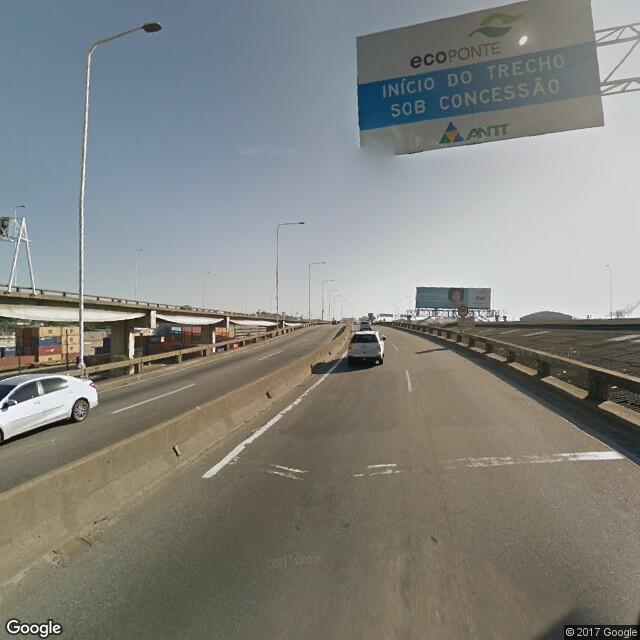 ecoPONTE
INÍCIO DO TRECHO
SOB CONCESSÃO
ANTT
Google
© 2017 Google